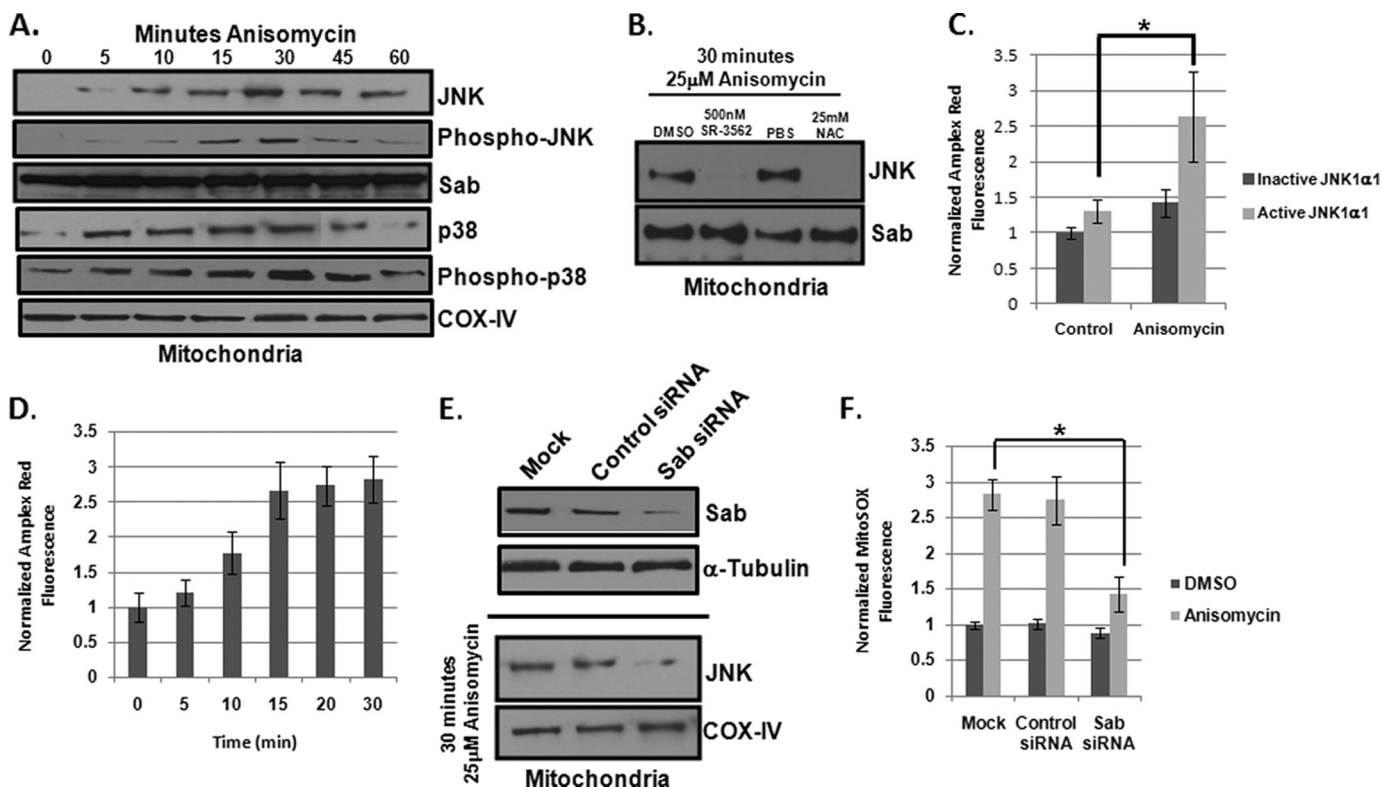 A.
Minutes Anisomycin
0 5 10 15 30 45 60
JNK
Phospho-JNK
Sab
p38
Phospho-p38
COX-IV
Mitochondria
B.
30 minutes
25µM Anisomycin
DMSO 500nM SR-3562 PBS 25mM NAC
JNK
Sab
Mitochondria
C.
*
Normalized Amplex Red
Fluorescence
3.5
3
2.5
2
1.5
1
0.5
0
Control Anisomycin
Inactive JNK1α1
Active JNK1α1
D.
Normalized Amplex Red
Fluorescence
3.5
3
2.5
2
1.5
1
0.5
0
0 5 10 15 20 30
Time (min)
E.
Mock Control siRNA Sab siRNA
Sab
α-Tubulin
30 minutes
25µM Anisomycin
JNK
COX-IV
Mitochondria
F.
*
Normalized MitoSOX
Fluorescence
3.5
3
2.5
2
1.5
1
0.5
0
Mock Control siRNA Sab siRNA
DMSO
Anisomycin